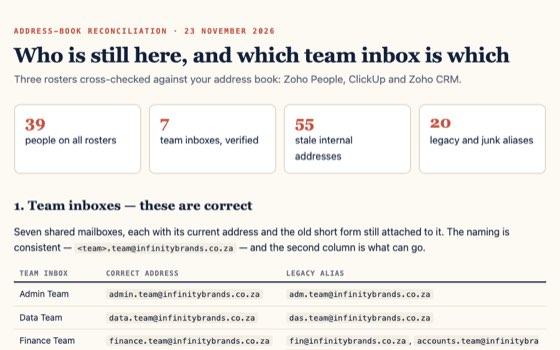 ADDRESS-BOOK RECONCILIATION · 23 NOVEMBER 2026
Who is still here, and which team inbox is which
Three rosters cross-checked against your address book: Zoho People, ClickUp and Zoho CRM.
39
people on all rosters
7
team inboxes, verified
55
stale internal
addresses
20
legacy and junk aliases
1. Team inboxes — these are correct
Seven shared mailboxes, each with its current address and the old short form still attached to it. The naming is
consistent — <team>.team@infinitybrands.co.za — and the second column is what can go.
TEAM INBOX CORRECT ADDRESS LEGACY ALIAS
Admin Team admin.team@infinitybrands.co.za adm.team@infinitybrands.co.za
Data Team data.team@infinitybrands.co.za das.team@infinitybrands.co.za
Finance Team finance.team@infinitybrands.co.za fin@infinitybrands.co.za, accounts.team@infinitybra